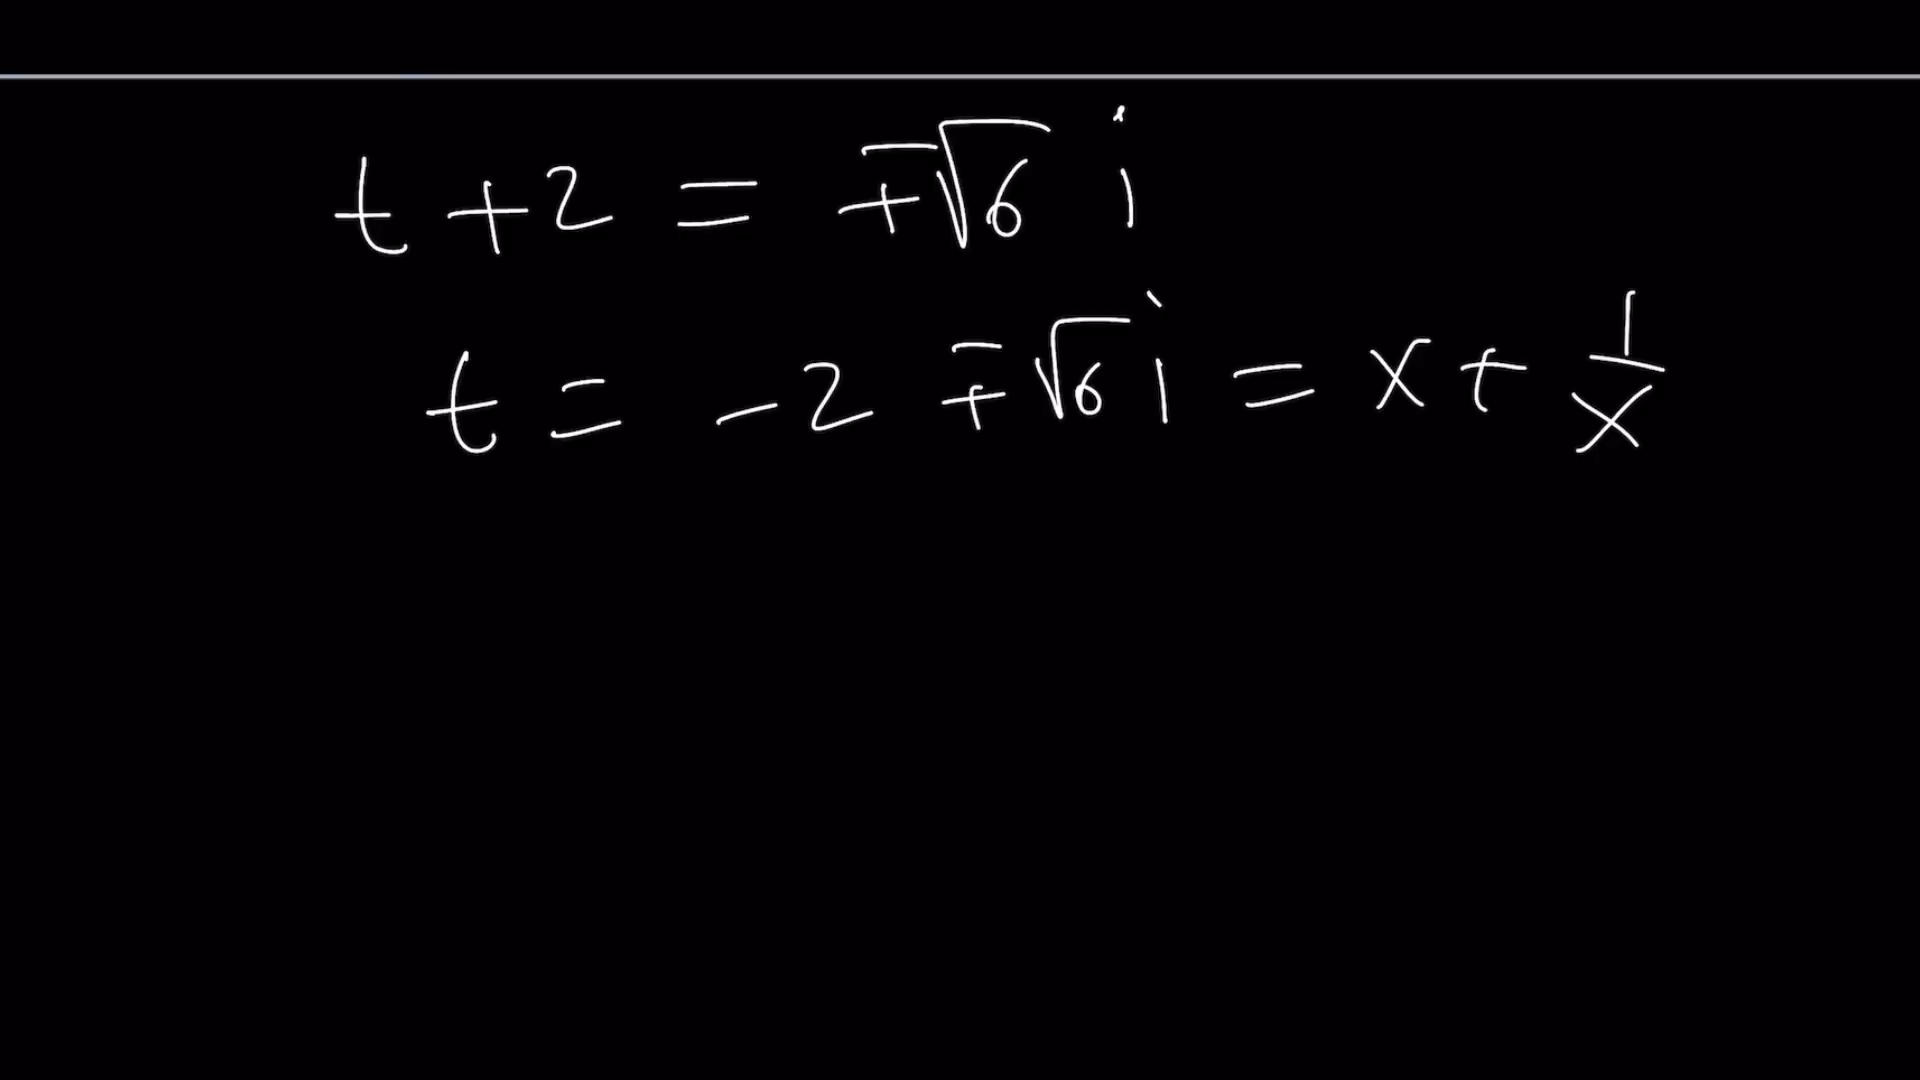 t + 2 = ∓√6 i
t = -2 ∓ √6 i = x + 1/x